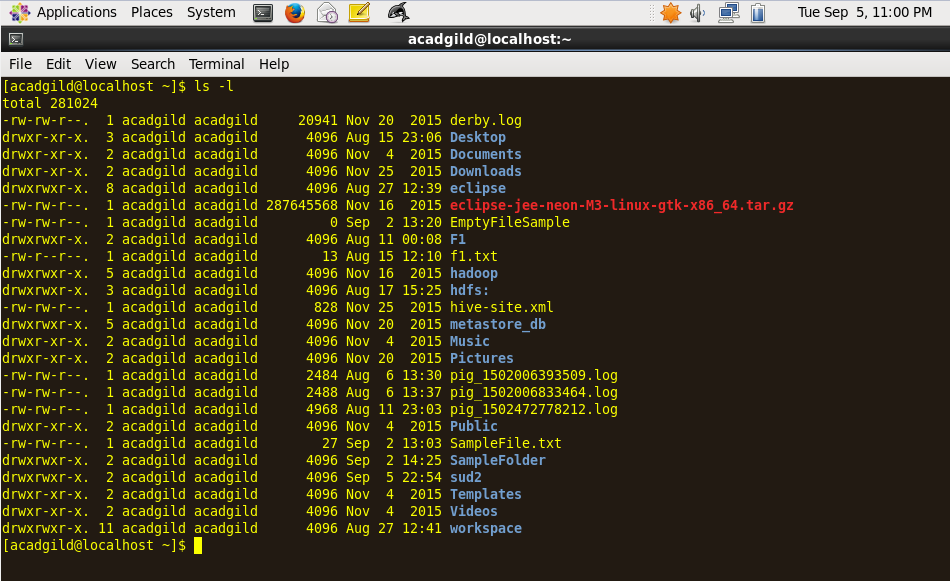 Applications Places System Tue Sep 5, 11:00 PM
acadgild@localhost:~
File Edit View Search Terminal Help
[acadgild@localhost ~]$ ls -l
total 281024
-rw-rw-r--.  1 acadgild acadgild     20941 Nov 20  2015 derby.log
drwxr-xr-x.  3 acadgild acadgild      4096 Aug 15 23:06 Desktop
drwxr-xr-x.  2 acadgild acadgild      4096 Nov  4  2015 Documents
drwxr-xr-x.  2 acadgild acadgild      4096 Nov 25  2015 Downloads
drwxrwxr-x.  8 acadgild acadgild      4096 Aug 27 12:39 eclipse
-rw-rw-r--.  1 acadgild acadgild 287645568 Nov 16  2015 eclipse-jee-neon-M3-linux-gtk-x86_64.tar.gz
-rw-rw-r--.  1 acadgild acadgild         0 Sep  2 13:20 EmptyFileSample
drwxrwxr-x.  2 acadgild acadgild      4096 Aug 11 00:08 F1
-rw-r--r--.  1 acadgild acadgild        13 Aug 15 12:10 f1.txt
drwxrwxr-x.  5 acadgild acadgild      4096 Nov 16  2015 hadoop
drwxrwxr-x.  3 acadgild acadgild      4096 Aug 17 15:25 hdfs:
-rw-rw-r--.  1 acadgild acadgild       828 Nov 25  2015 hive-site.xml
drwxrwxr-x.  5 acadgild acadgild      4096 Nov 20  2015 metastore_db
drwxr-xr-x.  2 acadgild acadgild      4096 Nov  4  2015 Music
drwxr-xr-x.  2 acadgild acadgild      4096 Nov 20  2015 Pictures
-rw-rw-r--.  1 acadgild acadgild      2484 Aug  6 13:30 pig_1502006393509.log
-rw-rw-r--.  1 acadgild acadgild      2488 Aug  6 13:37 pig_1502006833464.log
-rw-rw-r--.  1 acadgild acadgild      4968 Aug 11 23:03 pig_1502472778212.log
drwxr-xr-x.  2 acadgild acadgild      4096 Nov  4  2015 Public
-rw-rw-r--.  1 acadgild acadgild        27 Sep  2 13:03 SampleFile.txt
drwxrwxr-x.  2 acadgild acadgild      4096 Sep  2 14:25 SampleFolder
drwxrwxr-x.  2 acadgild acadgild      4096 Sep  5 22:54 sud2
drwxr-xr-x.  2 acadgild acadgild      4096 Nov  4  2015 Templates
drwxr-xr-x.  2 acadgild acadgild      4096 Nov  4  2015 Videos
drwxrwxr-x. 11 acadgild acadgild      4096 Aug 27 12:41 workspace
[acadgild@localhost ~]$